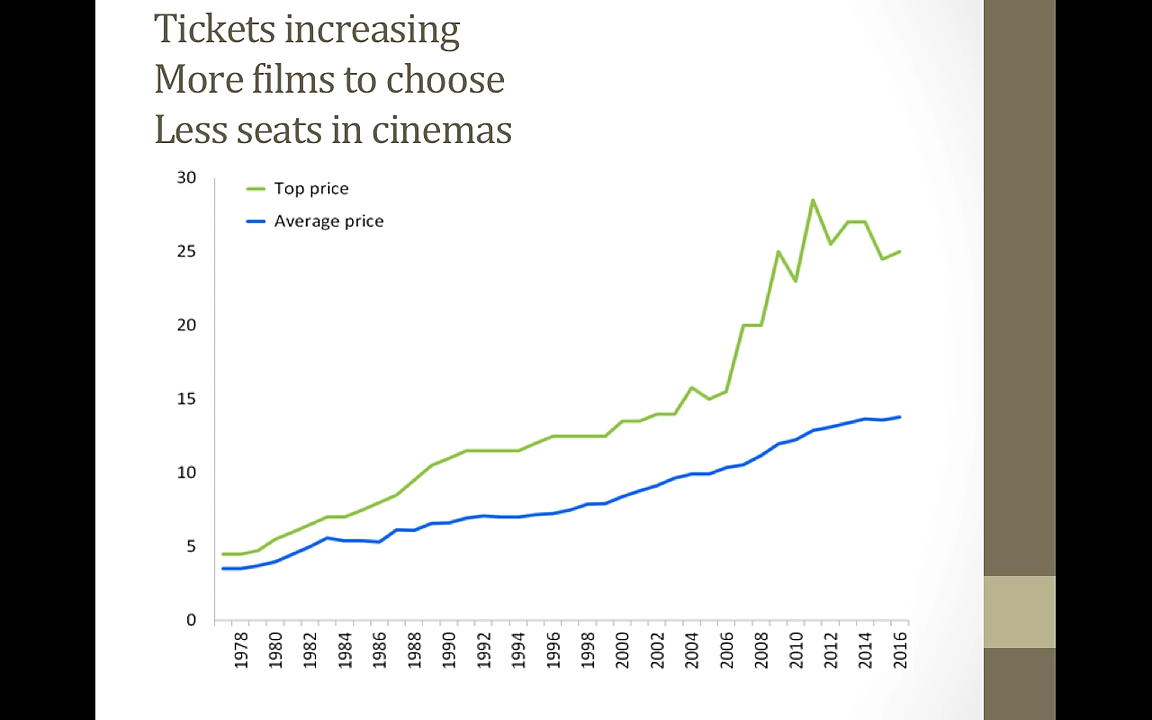 Tickets increasing
More films to choose
Less seats in cinemas
30
Top price
Average price
25
20
15
10
5
0
1978 1980 1982 1984 1986 1988 1990 1992 1994 1996 1998 2000 2002 2004 2006 2008 2010 2012 2014 2016